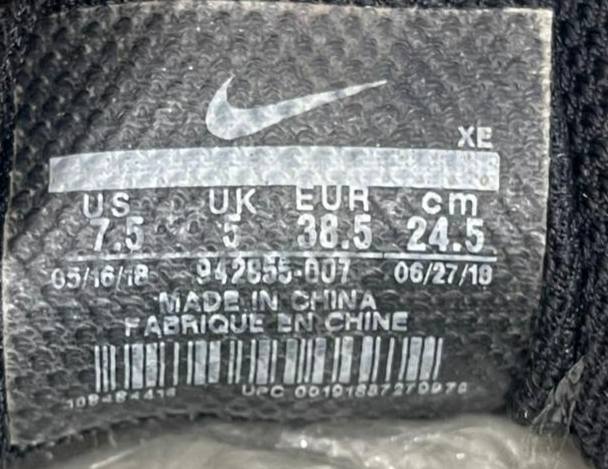 XE
US UK EUR cm
7.5 5 38.5 24.5
05/16/18 942855-007 06/27/18
MADE IN CHINA
FABRIQUE EN CHINE
UPC